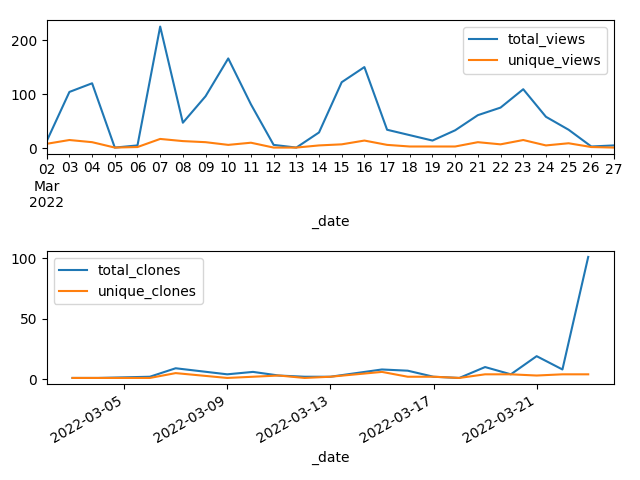 200
100
0
total_views
unique_views
02 03 04 05 06 07 08 09 10 11 12 13 14 15 16 17 18 19 20 21 22 23 24 25 26 27
Mar
2022
_date
100
50
0
total_clones
unique_clones
2022-03-05 2022-03-09 2022-03-13 2022-03-17 2022-03-21
_date